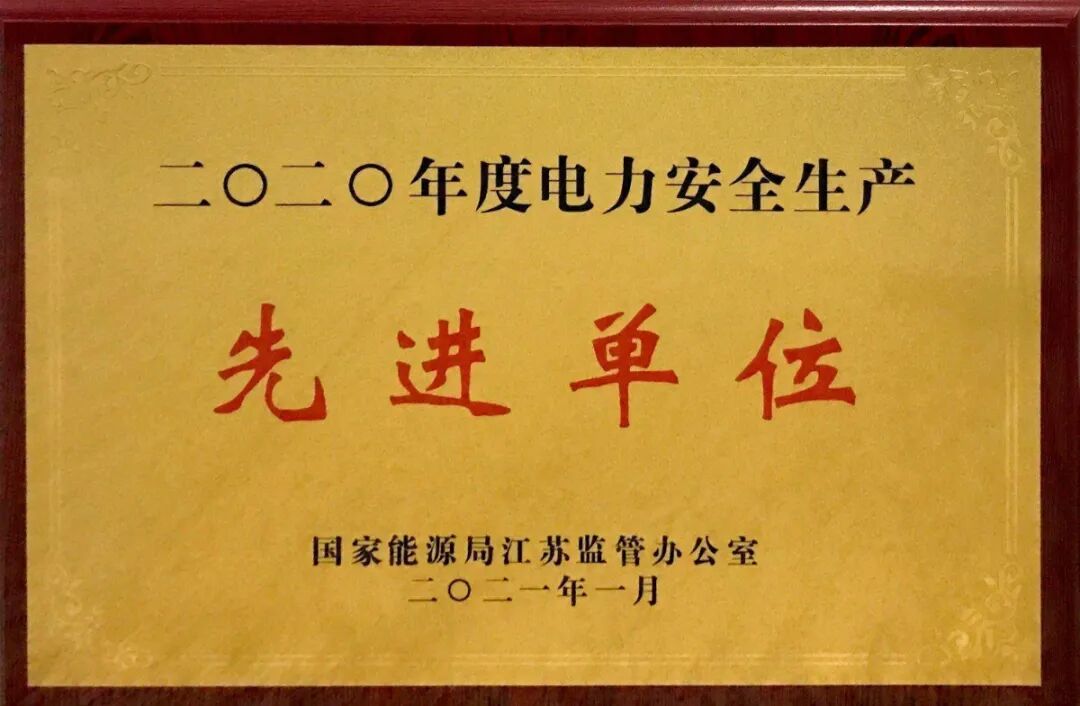 二〇二〇年度电力安全生产
先进单位
国家能源局江苏监管办公室
二〇二一年一月